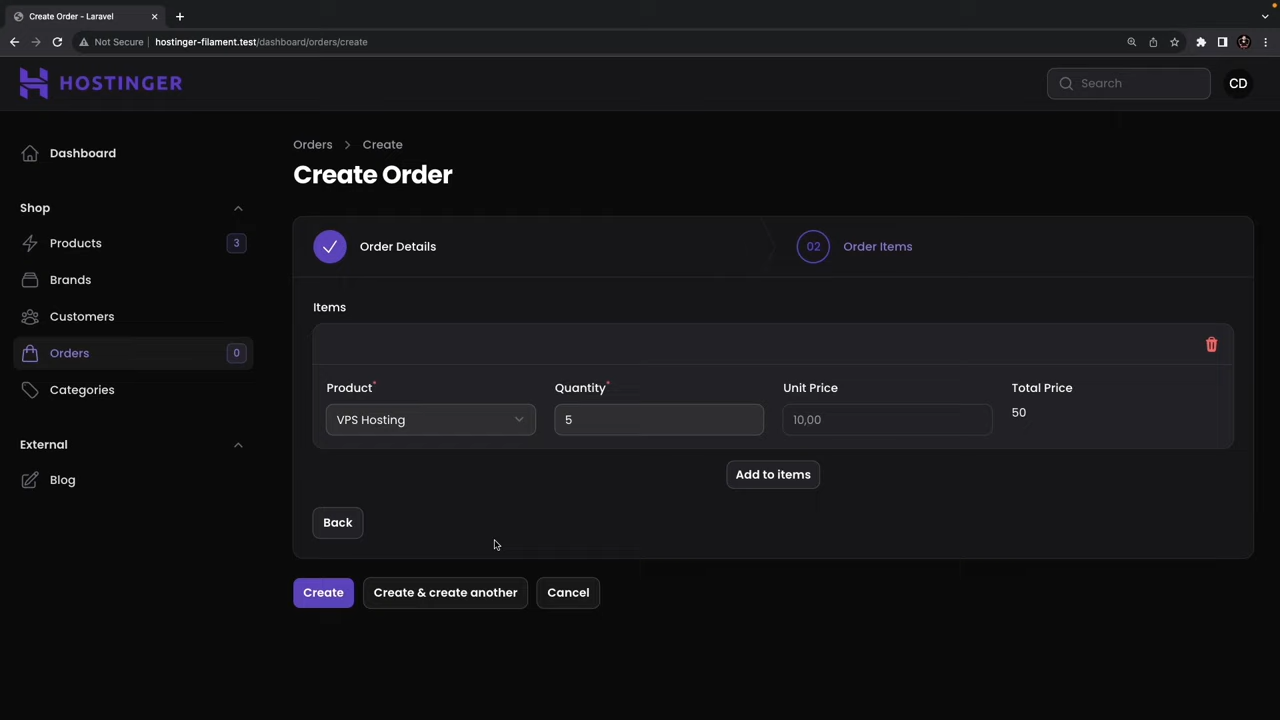 Create Order - Laravel
Not Secure hostinger-filament.test/dashboard/orders/create
HOSTINGER
Search
CD
Dashboard
Shop
Products 3
Brands
Customers
Orders 0
Categories
External
Blog
Orders > Create
Create Order
Order Details
02 Order Items
Items
Product* Quantity* Unit Price Total Price
VPS Hosting 5 10,00 50
Add to items
Back
Create Create & create another Cancel